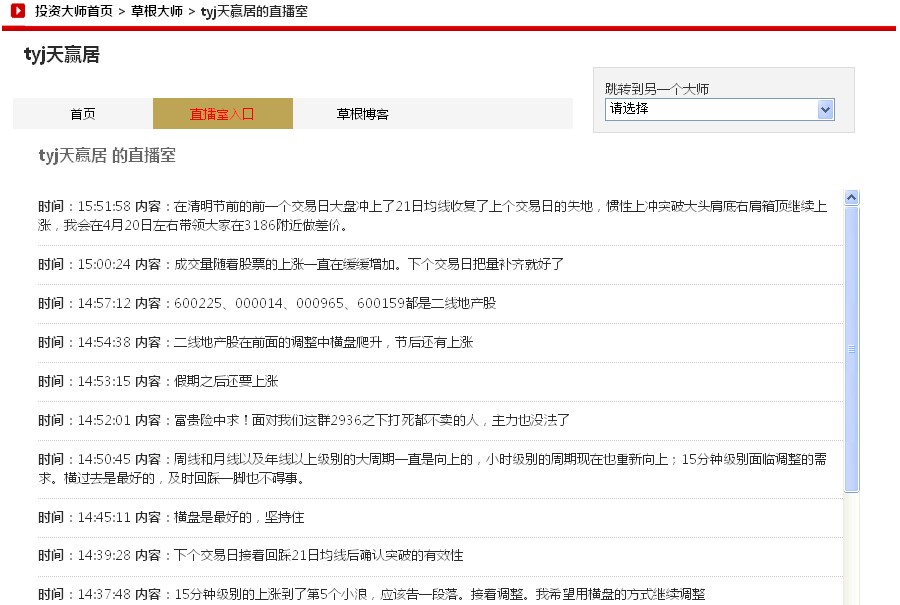 投资大师首页 > 草根大师 > tyj天赢居的直播室
tyj天赢居
跳转到另一个大师
请选择
首页 直播室入口 草根博客
tyj天赢居 的直播室
时间：15:51:58 内容：在清明节前的前一个交易日大盘冲上了21日均线收复了上个交易日的失地，惯性上冲突破大头肩底右肩箱顶继续上
涨，我会在4月20日左右带领大家在3186附近做差价。
时间：15:00:24 内容：成交量随着股票的上涨一直在缓缓增加。下个交易日把量补齐就好了
时间：14:57:12 内容：600225、000014、000965、600159都是二线地产股
时间：14:54:38 内容：二线地产股在前面的调整中横盘爬升，节后还有上涨
时间：14:53:15 内容：假期之后还要上涨
时间：14:52:01 内容：富贵险中求！面对我们这群2936之下打死都不卖的人，主力也没法了
时间：14:50:45 内容：周线和月线以及年线以上级别的大周期一直是向上的，小时级别的周期现在也重新向上；15分钟级别面临调整的需
求。横过去是最好的，及时回踩一脚也不碍事。
时间：14:45:11 内容：横盘是最好的，坚持住
时间：14:39:28 内容：下个交易日接着回踩21日均线后确认突破的有效性
时间：14:37:48 内容：15分钟级别的上涨到了第5个小浪，应该告一段落。接着调整。我希望用横盘的方式继续调整